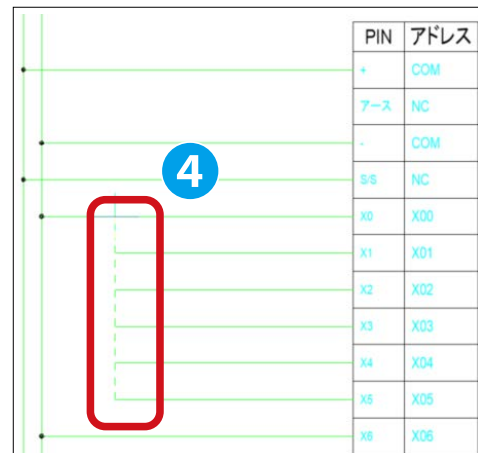 PIN アドレス
+ COM
アース NC
- COM
4
S/S NC
X0 X00
X1 X01
X2 X02
X3 X03
X4 X04
X5 X05
X6 X06